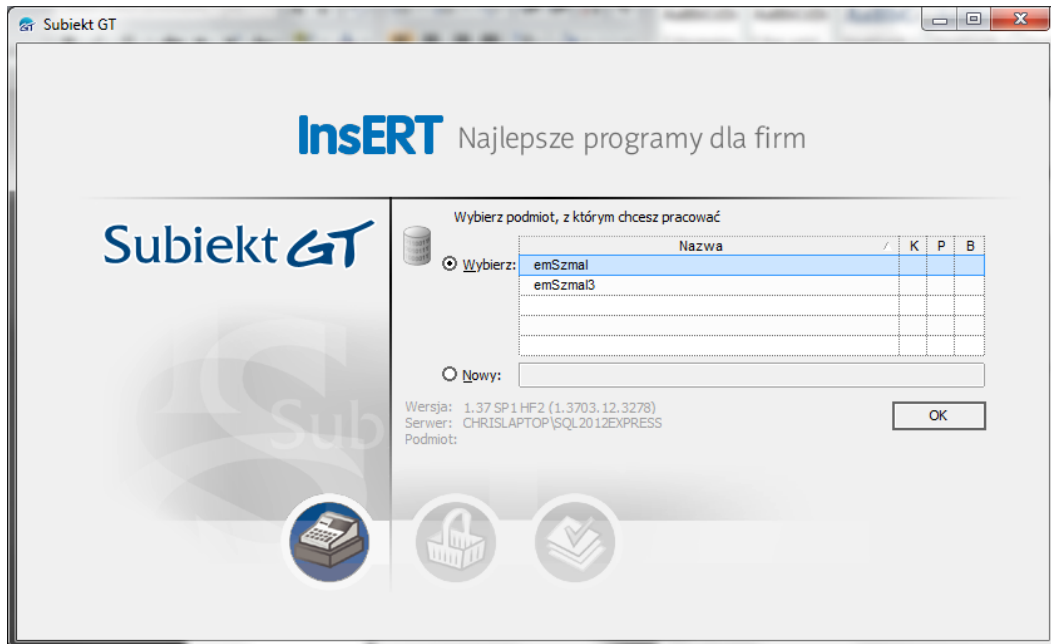 Subiekt GT
InsERT Najlepsze programy dla firm
Subiekt GT
Wybierz podmiot, z którym chcesz pracować
Nazwa K P B
Wybierz: emSzmal
emSzmal3
Nowy:
Wersja: 1.37 SP1 HF2 (1.3703.12.3278)
Serwer: CHRISLAPTOP\SQL2012EXPRESS
Podmiot:
OK
Sub